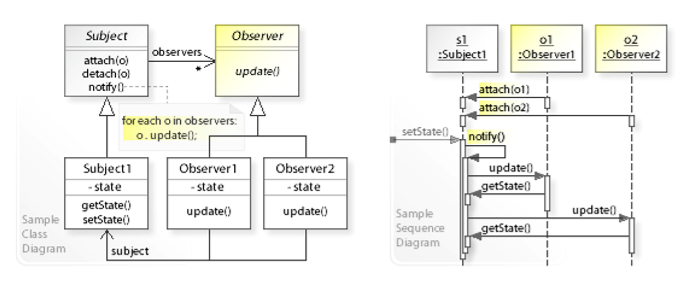 Subject
attach(o)
detach(o)
notify()
observers
*
Observer
update()
for each o in observers:
o . update();
Subject1
- state
getState()
setState()
Observer1
- state
update()
Observer2
- state
update()
subject
Sample
Class
Diagram
s1
:Subject1
o1
:Observer1
o2
:Observer2
attach(o1)
attach(o2)
setState()
notify()
update()
getState()
update()
getState()
Sample
Sequence
Diagram